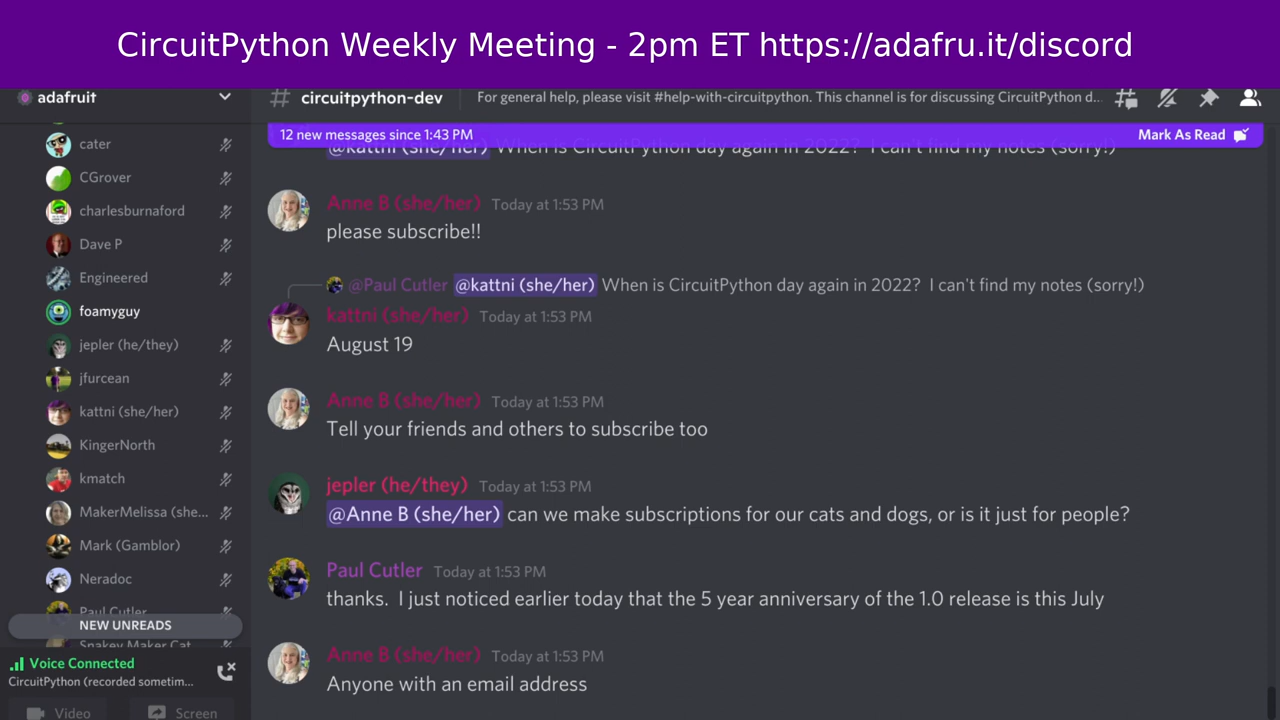 CircuitPython Weekly Meeting - 2pm ET https://adafru.it/discord
adafruit
# circuitpython-dev
For general help, please visit #help-with-circuitpython. This channel is for discussing CircuitPython d...
cater
CGrover
charlesburnaford
Dave P
Engineered
foamyguy
jepler (he/they)
jfurcean
kattni (she/her)
KingerNorth
kmatch
MakerMelissa (she...
Mark (Gamblor)
Neradoc
Paul Cutler
NEW UNREADS
Snakey Maker Cat
Voice Connected
CircuitPython (recorded sometim...
Video
Screen
12 new messages since 1:43 PM
Mark As Read
@kattni (she/her) When is CircuitPython day again in 2022? I can't find my notes (sorry!)
Anne B (she/her) Today at 1:53 PM
please subscribe!!
@Paul Cutler @kattni (she/her) When is CircuitPython day again in 2022? I can't find my notes (sorry!)
kattni (she/her) Today at 1:53 PM
August 19
Anne B (she/her) Today at 1:53 PM
Tell your friends and others to subscribe too
jepler (he/they) Today at 1:53 PM
@Anne B (she/her) can we make subscriptions for our cats and dogs, or is it just for people?
Paul Cutler Today at 1:53 PM
thanks. I just noticed earlier today that the 5 year anniversary of the 1.0 release is this July
Anne B (she/her) Today at 1:53 PM
Anyone with an email address